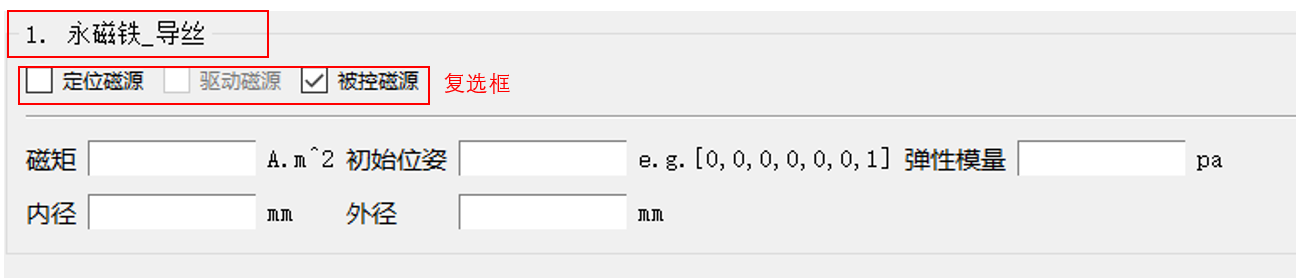 1. 永磁铁_导丝
定位磁源 驱动磁源 被控磁源 复选框
磁矩 A.m^2 初始位姿 e.g.[0,0,0,0,0,0,1] 弹性模量 pa
内径 mm 外径 mm